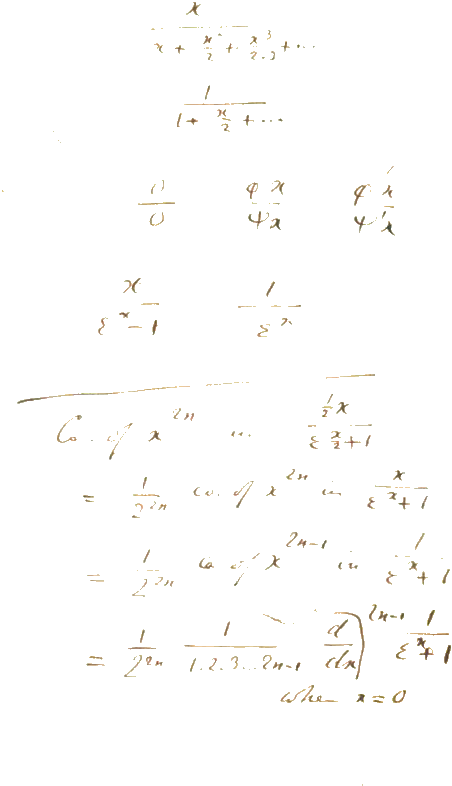 x / (x + x²/2 + x³/2.3 + ...
1 / (1 + x/2 + ...
0/0   φx/ψx   φ'x/ψ'x
x/(ε^x − 1)   1/ε^x
Co. of x^2n in ½x/(ε^(x/2) + 1)
= 1/2^2n co. of x^2n in x/(ε^x + 1)
= 1/2^2n co of x^2n-1 in 1/(ε^x + 1)
= 1/2^2n 1/(1.2.3...2n-1) d/dx)^2n-1 1/(ε^x + 1)
when x = 0